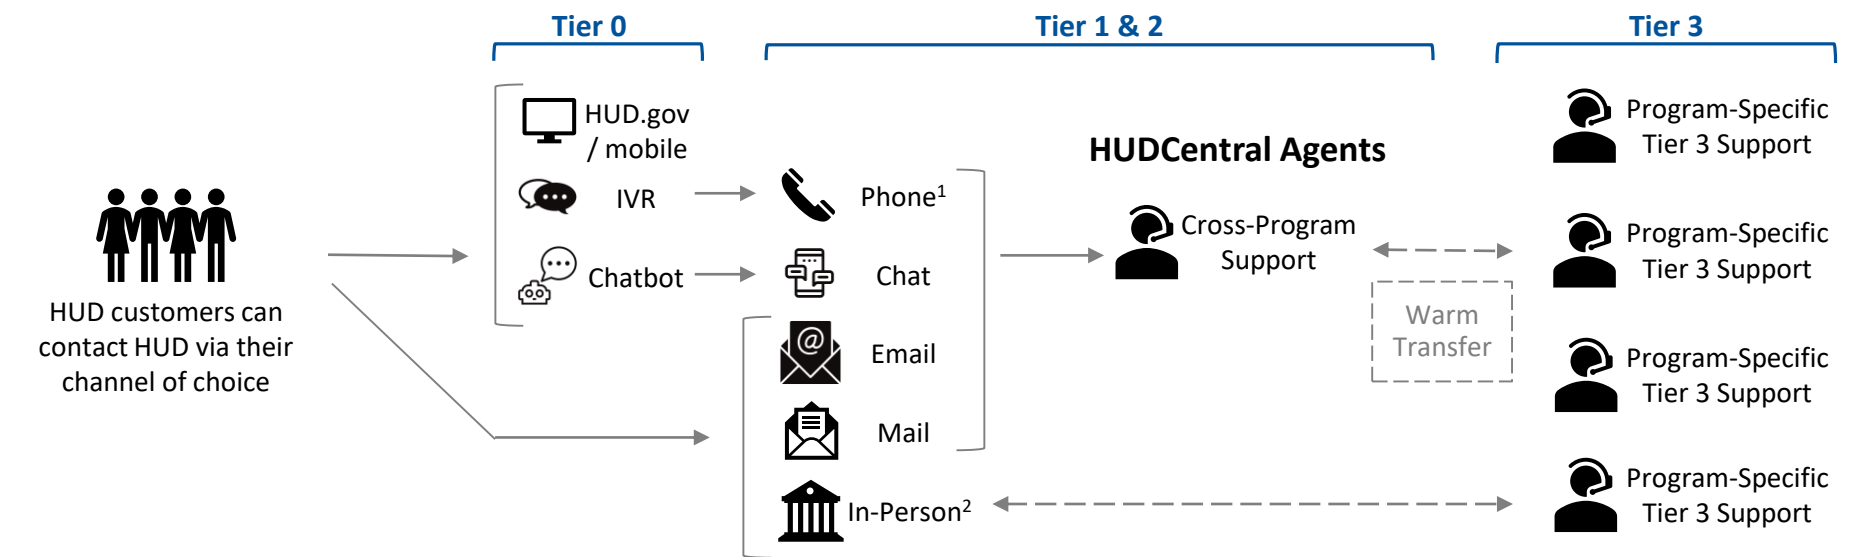 Tier 0
Tier 1 & 2
Tier 3
HUD customers can
contact HUD via their
channel of choice
HUD.gov
/ mobile
IVR
Chatbot
Phone1
Chat
Email
@
Mail
In-Person2
HUDCentral Agents
Cross-Program
Support
Warm
Transfer
Program-Specific
Tier 3 Support
Program-Specific
Tier 3 Support
Program-Specific
Tier 3 Support
Program-Specific
Tier 3 Support